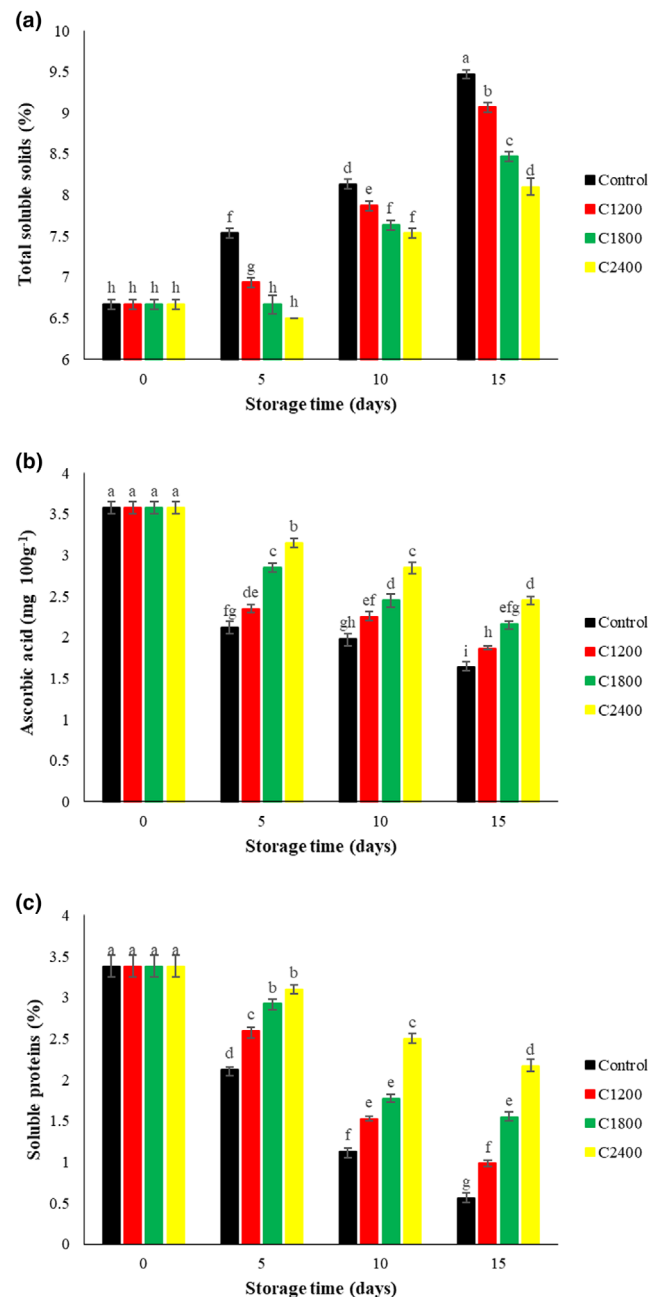 (a)
10
9.5
9
8.5
8
7.5
7
6.5
6
Total soluble solids (%)
h h h h
f g h h
d e f f
a b c d
0 5 10 15
Storage time (days)
Control
C1200
C1800
C2400
(b)
4
3.5
3
2.5
2
1.5
1
0.5
0
Ascorbic acid (mg 100g⁻¹)
a a a a
fg de c b
gh ef d c
i h efg d
0 5 10 15
Storage time (days)
Control
C1200
C1800
C2400
(c)
4
3.5
3
2.5
2
1.5
1
0.5
0
Soluble proteins (%)
a a a a
d c b b
f e e c
g f e d
0 5 10 15
Storage time (days)
Control
C1200
C1800
C2400